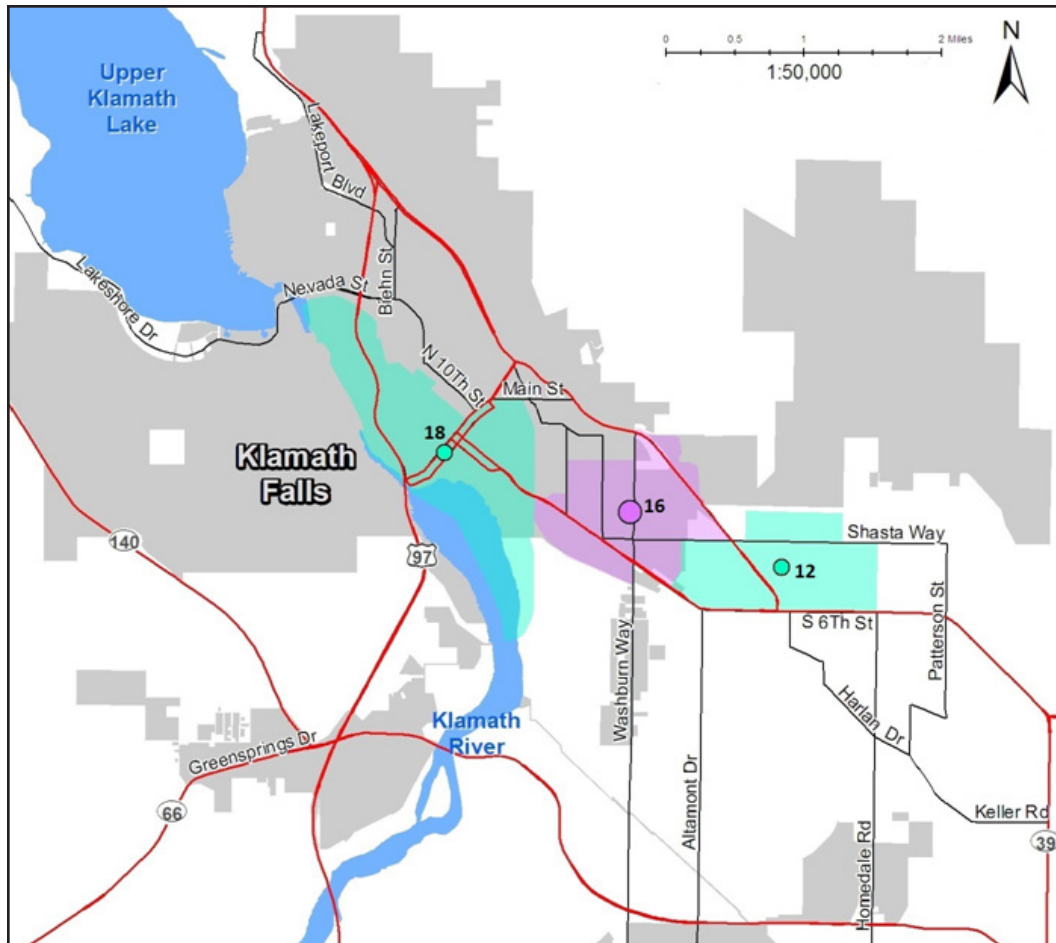 N
0 0.5 1 2 Miles
1:50,000
Upper
Klamath
Lake
Lakeport Blvd
Biehn St
Nevada St
Lakeshore Dr
N 10Th St
Main St
18
Klamath
Falls
16
Shasta Way
12
140
97
S 6Th St
Patterson St
Washburn Way
Harlan Dr
Klamath
River
Greensprings Dr
Altamont Dr
66
Keller Rd
Homedale Rd
39